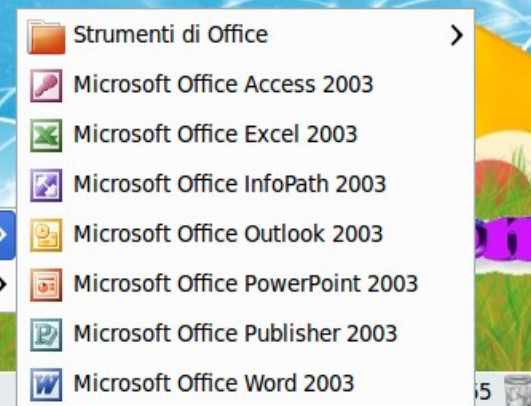 Strumenti di Office
Microsoft Office Access 2003
Microsoft Office Excel 2003
Microsoft Office InfoPath 2003
Microsoft Office Outlook 2003
Microsoft Office PowerPoint 2003
Microsoft Office Publisher 2003
Microsoft Office Word 2003